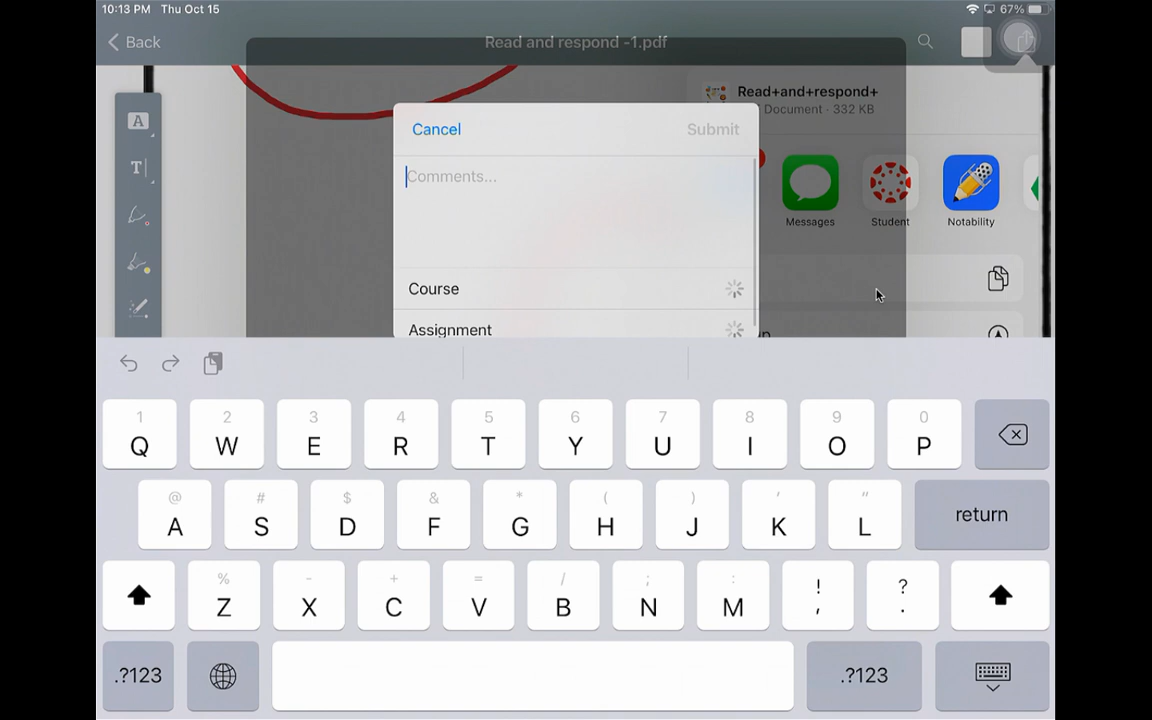 10:13 PM Thu Oct 15 67%
Back
Read and respond -1.pdf
Read+and+respond+
Document · 332 KB
A
T
Cancel
Submit
Comments...
Messages
Student
Notability
Course
Assignment
1 2 3 4 5 6 7 8 9 0
Q W E R T Y U I O P
@ # $ & * ( ) ' "
A S D F G H J K L
return
% - + = / ; : ! ?
Z X C V B N M , .
.?123
.?123